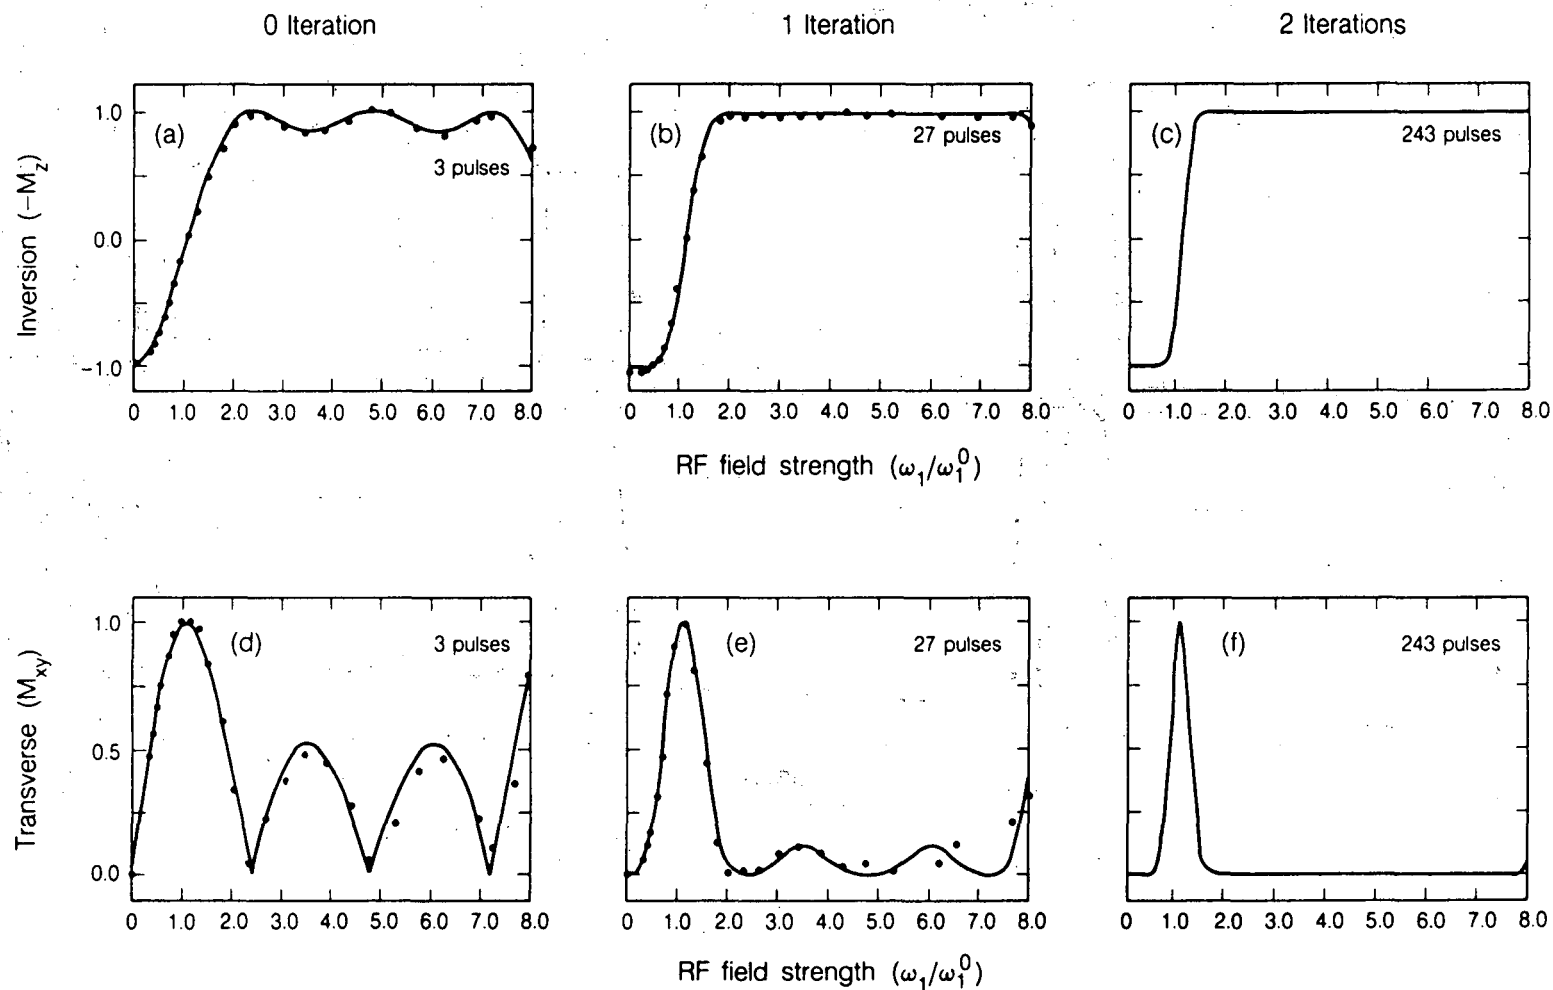 0 Iteration
1 Iteration
2 Iterations
Inversion (−M_z)
1.0
0.0
−1.0
(a)
3 pulses
0 1.0 2.0 3.0 4.0 5.0 6.0 7.0 8.0
(b)
27 pulses
0 1.0 2.0 3.0 4.0 5.0 6.0 7.0 8.0
(c)
243 pulses
0 1.0 2.0 3.0 4.0 5.0 6.0 7.0 8.0
RF field strength (ω₁/ω₁⁰)
Transverse (M_xy)
1.0
0.5
0.0
(d)
3 pulses
0 1.0 2.0 3.0 4.0 5.0 6.0 7.0 8.0
(e)
27 pulses
0 1.0 2.0 3.0 4.0 5.0 6.0 7.0 8.0
(f)
243 pulses
0 1.0 2.0 3.0 4.0 5.0 6.0 7.0 8.0
RF field strength (ω₁/ω₁⁰)